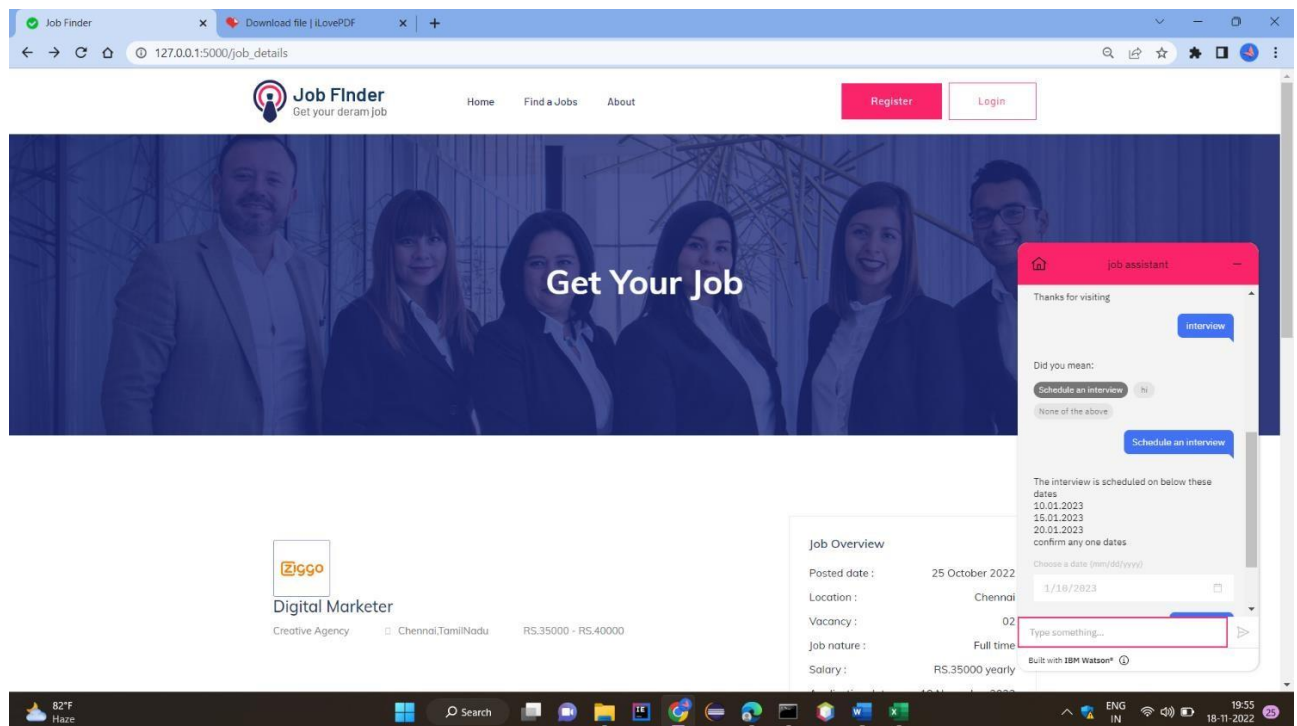 Job Finder
Download file | iLovePDF
127.0.0.1:5000/job_details
Job FInder
Get your deram job
Home Find a Jobs About
Register Login
Get Your Job
job assistant
Thanks for visiting
interview
Did you mean:
Schedule an interview hi
None of the above
Schedule an interview
The interview is scheduled on below these
dates
10.01.2023
15.01.2023
20.01.2023
confirm any one dates
Choose a date (mm/dd/yyyy)
1/10/2023
Type something...
Built with IBM Watson®
Ziggo
Digital Marketer
Creative Agency Chennai,TamilNadu RS.35000 - RS.40000
Job Overview
Posted date : 25 October 2022
Location : Chennai
Vacancy : 02
Job nature : Full time
Salary : RS.35000 yearly
82°F
Haze
Search
ENG
IN
19:55
18-11-2022
25